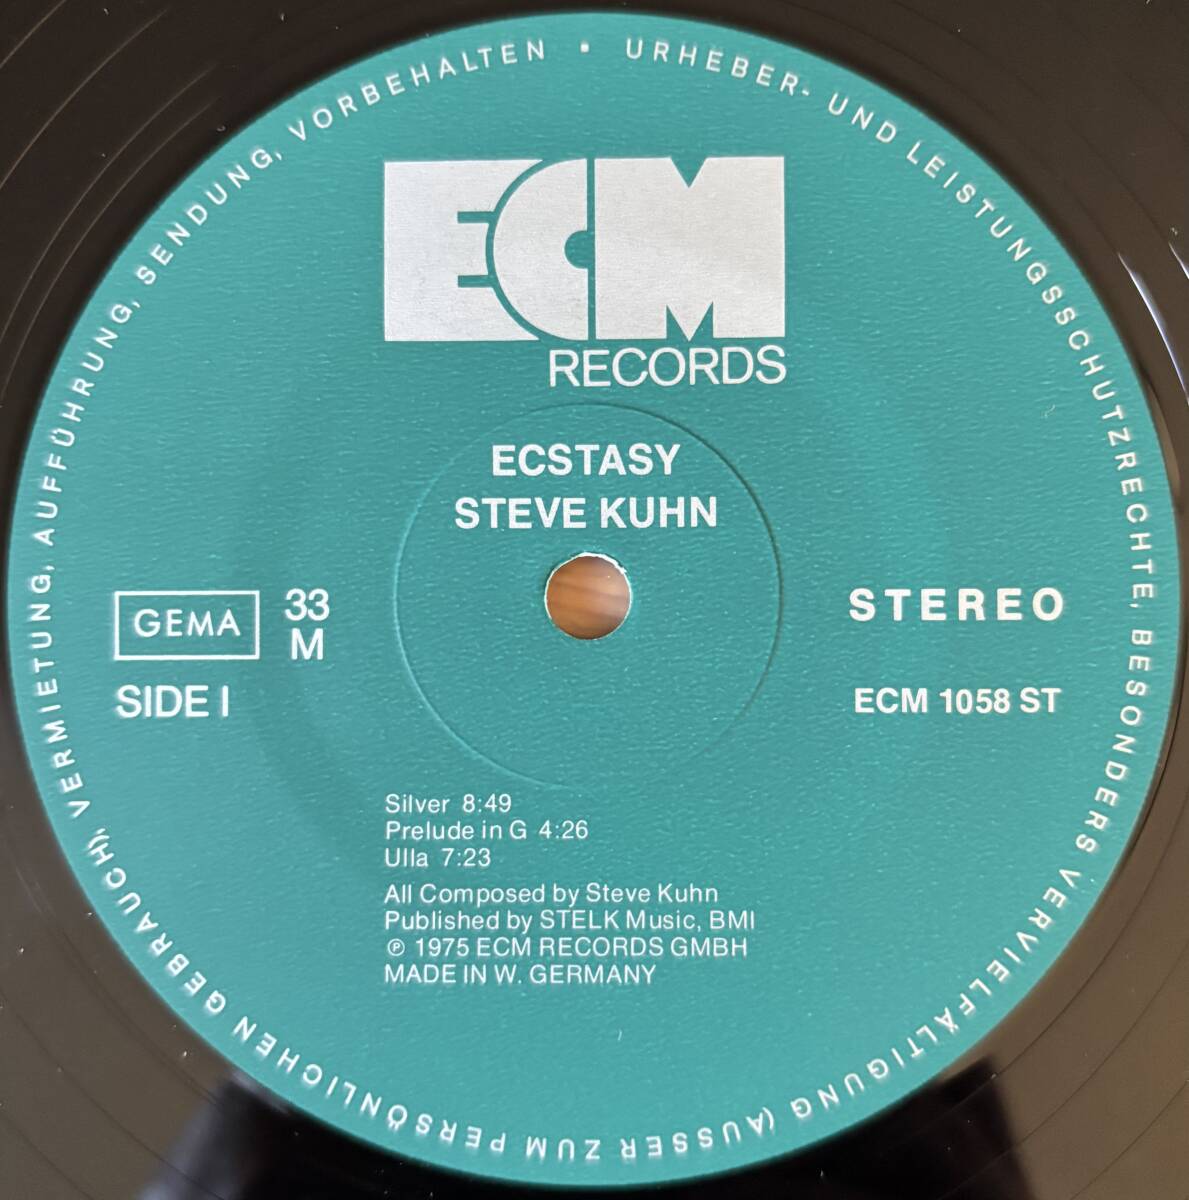 URHEBER- UND LEISTUNGSSCHUTZRECHTE, BESONDERS VERVIELFÄLTIGUNG (AUSSER ZUM PERSÖNLICHEN GEBRAUCH), VERMIETUNG, AUFFÜHRUNG, SENDUNG, VORBEHALTEN •
ECM
RECORDS
ECSTASY
STEVE KUHN
GEMA
33
M
SIDE I
STEREO
ECM 1058 ST
Silver 8:49
Prelude in G 4:26
Ulla 7:23
All Composed by Steve Kuhn
Published by STELK Music, BMI
℗ 1975 ECM RECORDS GMBH
MADE IN W. GERMANY